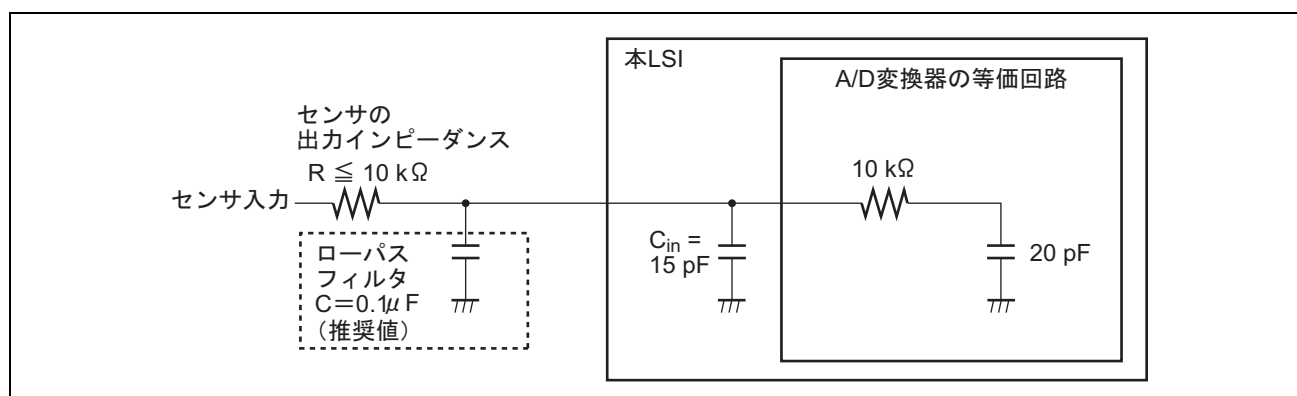 本LSI
A/D変換器の等価回路
センサの
出力インピーダンス
R ≦ 10 kΩ
10 kΩ
センサ入力
ローパス
フィルタ
C＝0.1μF
（推奨値）
Cin =
15 pF
20 pF